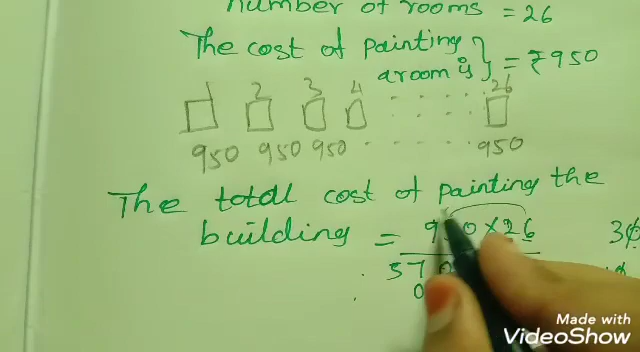 number of rooms = 26
The cost of painting
a room is } = ₹950
1 2 3 4 . . . . 26
950 950 950 . . . . 950
The total cost of painting the
building = 950 × 26
570
0
Made with
VideoShow